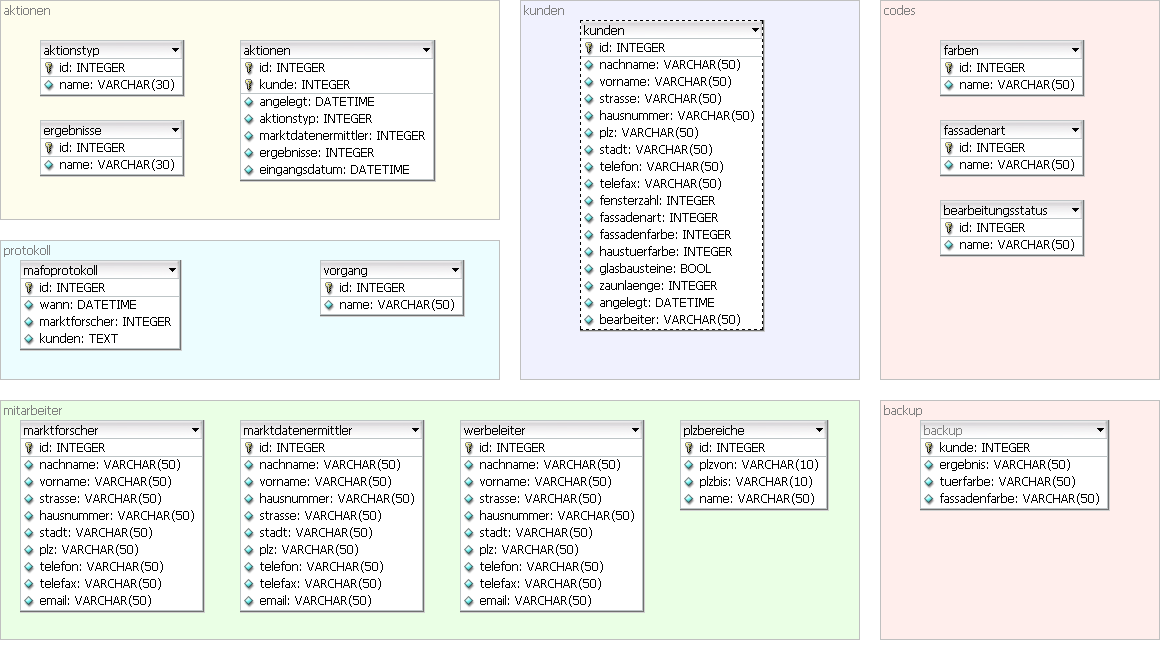 aktionen
aktionstyp
id: INTEGER
name: VARCHAR(30)
ergebnisse
id: INTEGER
name: VARCHAR(30)
aktionen
id: INTEGER
kunde: INTEGER
angelegt: DATETIME
aktionstyp: INTEGER
marktdatenermittler: INTEGER
ergebnisse: INTEGER
eingangsdatum: DATETIME
kunden
kunden
id: INTEGER
nachname: VARCHAR(50)
vorname: VARCHAR(50)
strasse: VARCHAR(50)
hausnummer: VARCHAR(50)
plz: VARCHAR(50)
stadt: VARCHAR(50)
telefon: VARCHAR(50)
telefax: VARCHAR(50)
fensterzahl: INTEGER
fassadenart: INTEGER
fassadenfarbe: INTEGER
haustuerfarbe: INTEGER
glasbausteine: BOOL
zaunlaenge: INTEGER
angelegt: DATETIME
bearbeiter: VARCHAR(50)
codes
farben
id: INTEGER
name: VARCHAR(50)
fassadenart
id: INTEGER
name: VARCHAR(50)
bearbeitungsstatus
id: INTEGER
name: VARCHAR(50)
protokoll
mafoprotokoll
id: INTEGER
wann: DATETIME
marktforscher: INTEGER
kunden: TEXT
vorgang
id: INTEGER
name: VARCHAR(50)
mitarbeiter
marktforscher
id: INTEGER
nachname: VARCHAR(50)
vorname: VARCHAR(50)
strasse: VARCHAR(50)
hausnummer: VARCHAR(50)
stadt: VARCHAR(50)
plz: VARCHAR(50)
telefon: VARCHAR(50)
telefax: VARCHAR(50)
email: VARCHAR(50)
marktdatenermittler
id: INTEGER
nachname: VARCHAR(50)
vorname: VARCHAR(50)
hausnummer: VARCHAR(50)
strasse: VARCHAR(50)
stadt: VARCHAR(50)
plz: VARCHAR(50)
telefon: VARCHAR(50)
telefax: VARCHAR(50)
email: VARCHAR(50)
werbeleiter
id: INTEGER
nachname: VARCHAR(50)
vorname: VARCHAR(50)
strasse: VARCHAR(50)
hausnummer: VARCHAR(50)
stadt: VARCHAR(50)
plz: VARCHAR(50)
telefon: VARCHAR(50)
telefax: VARCHAR(50)
email: VARCHAR(50)
plzbereiche
id: INTEGER
plzvon: VARCHAR(10)
plzbis: VARCHAR(10)
name: VARCHAR(50)
backup
backup
kunde: INTEGER
ergebnis: VARCHAR(50)
tuerfarbe: VARCHAR(50)
fassadenfarbe: VARCHAR(50)